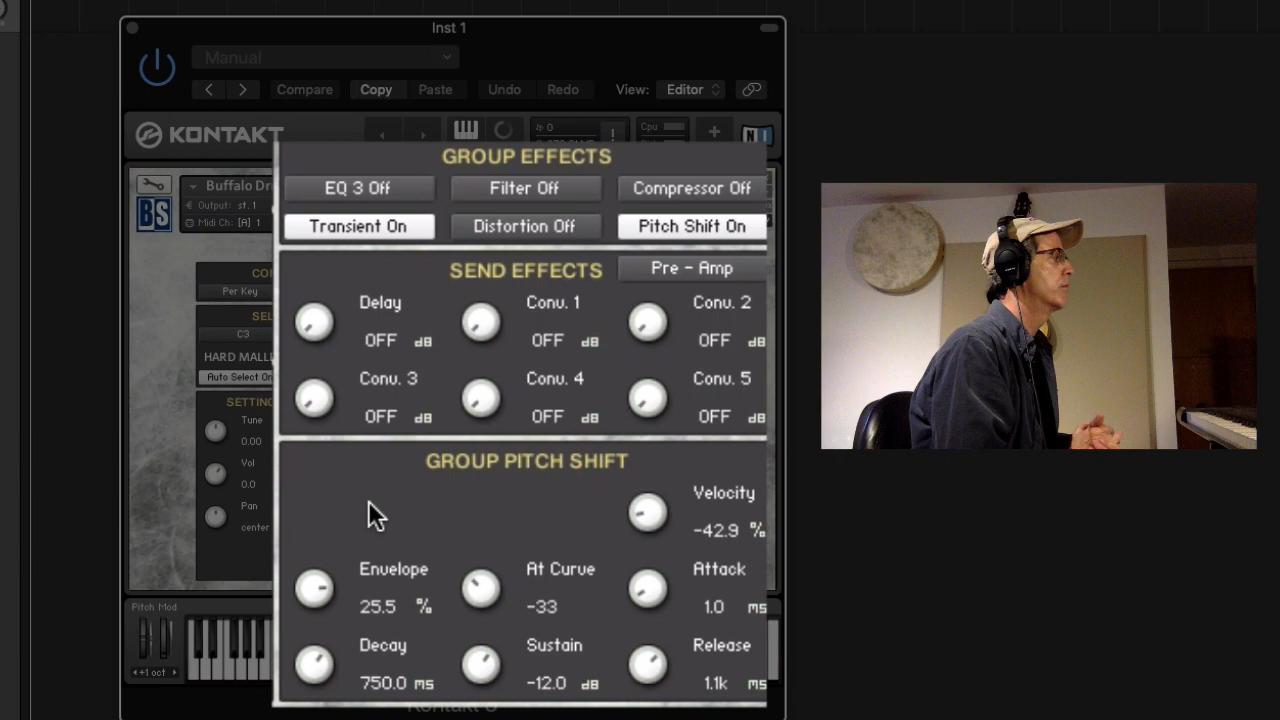 Inst 1
Manual
Compare Copy Paste Undo Redo View: Editor
KONTAKT
0
Cpu
Buffalo Dr
Output: st. 1
Midi Ch: [A] 1
Per Key
C3
HARD MALL
Auto Select On
SETTIN
Tune
0.00
Vol
0.0
Pan
center
GROUP EFFECTS
EQ 3 Off Filter Off Compressor Off
Transient On Distortion Off Pitch Shift On
SEND EFFECTS Pre - Amp
Delay Conv. 1 Conv. 2
OFF dB OFF dB OFF dB
Conv. 3 Conv. 4 Conv. 5
OFF dB OFF dB OFF dB
GROUP PITCH SHIFT
Velocity
-42.9 %
Envelope At Curve Attack
25.5 % -33 1.0 ms
Decay Sustain Release
750.0 ms -12.0 dB 1.1k ms
Pitch Mod
+1 oct